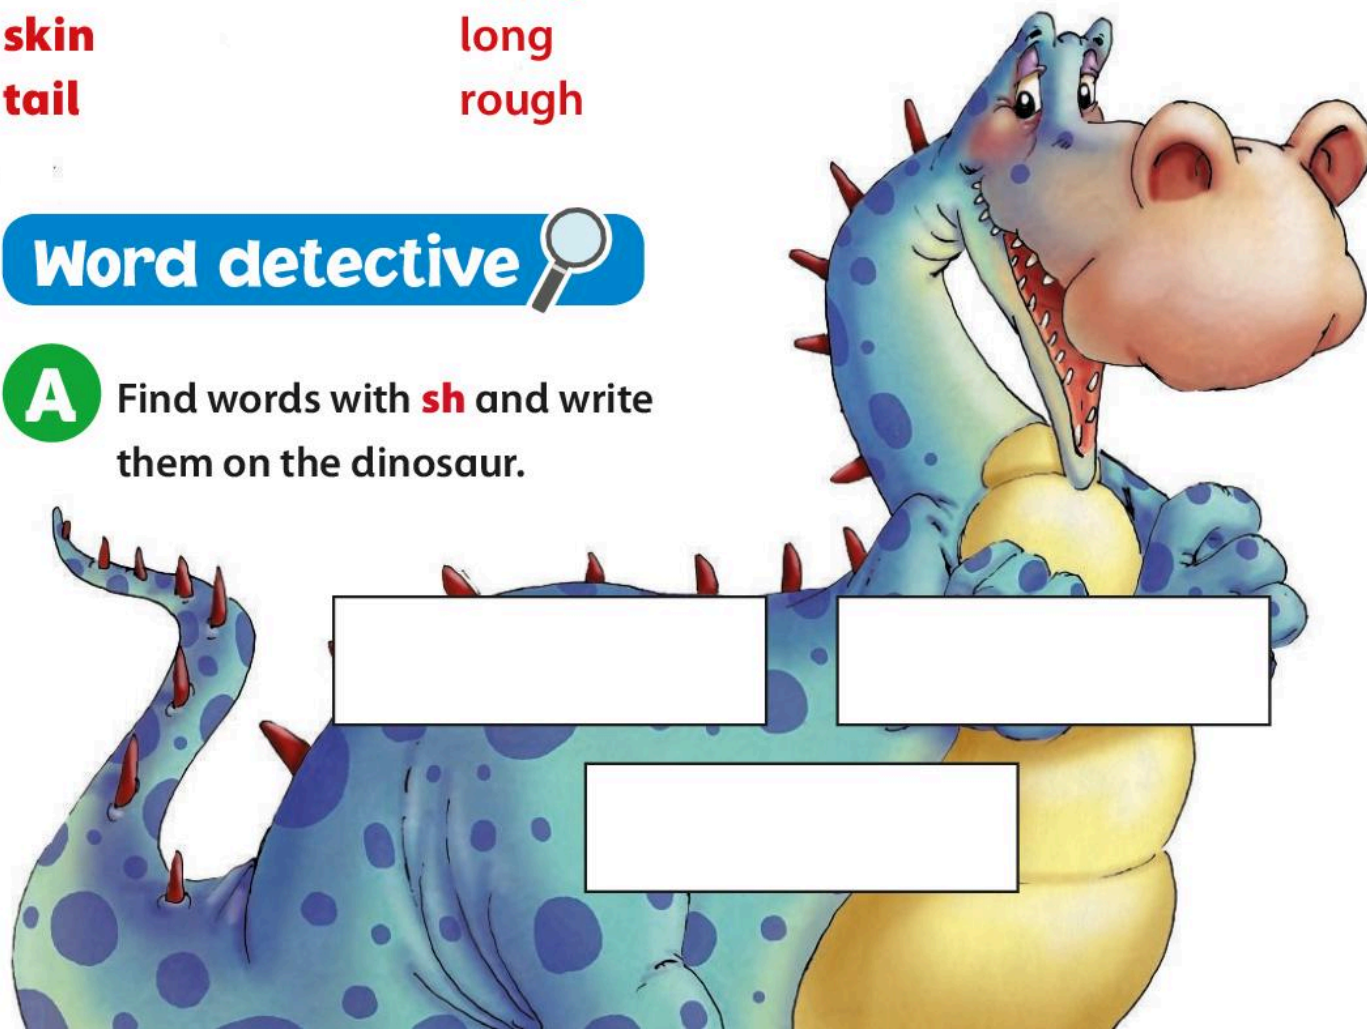 skin
long
tail
rough
Word detective
A
Find words with sh and write
them on the dinosaur.